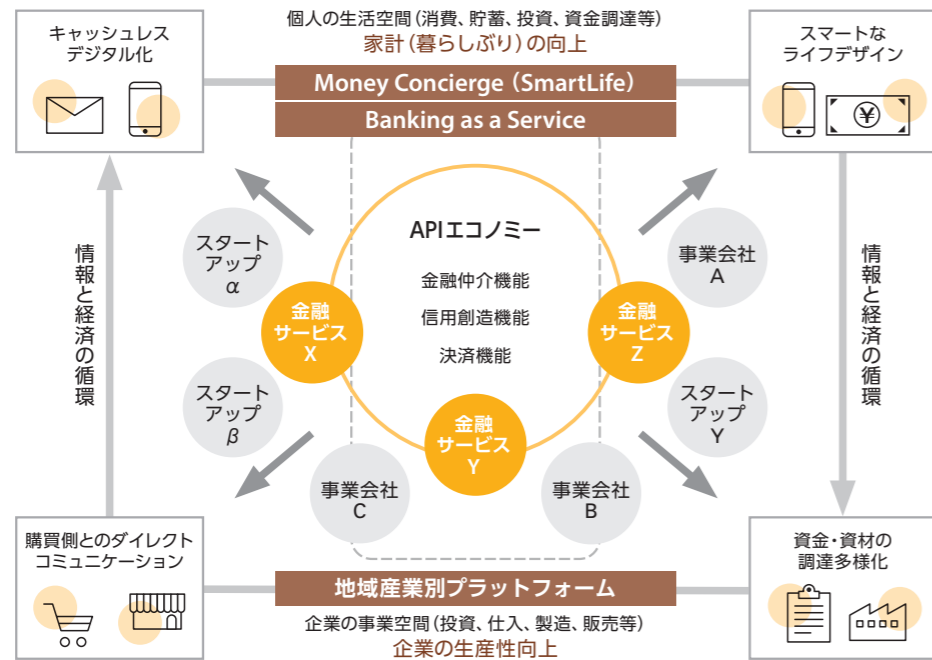 個人の生活空間（消費、貯蓄、投資、資金調達等）
家計（暮らしぶり）の向上
キャッシュレス
デジタル化
スマートな
ライフデザイン
Money Concierge（SmartLife）
Banking as a Service
¥
APIエコノミー
金融仲介機能
信用創造機能
決済機能
スタート
アップ
α
事業会社
A
金融
サービス
X
金融
サービス
Z
情報と経済の循環
情報と経済の循環
スタート
アップ
β
スタート
アップ
Y
金融
サービス
Y
事業会社
C
事業会社
B
購買側とのダイレクト
コミュニケーション
資金・資材の
調達多様化
地域産業別プラットフォーム
企業の事業空間（投資、仕入、製造、販売等）
企業の生産性向上